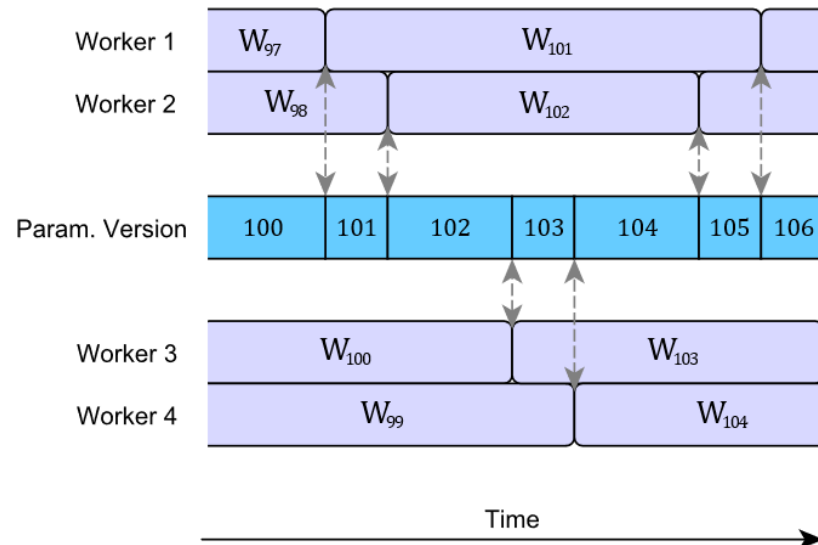 Worker 1 W97 W101
Worker 2 W98 W102
Param. Version 100 101 102 103 104 105 106
Worker 3 W100 W103
Worker 4 W99 W104
Time